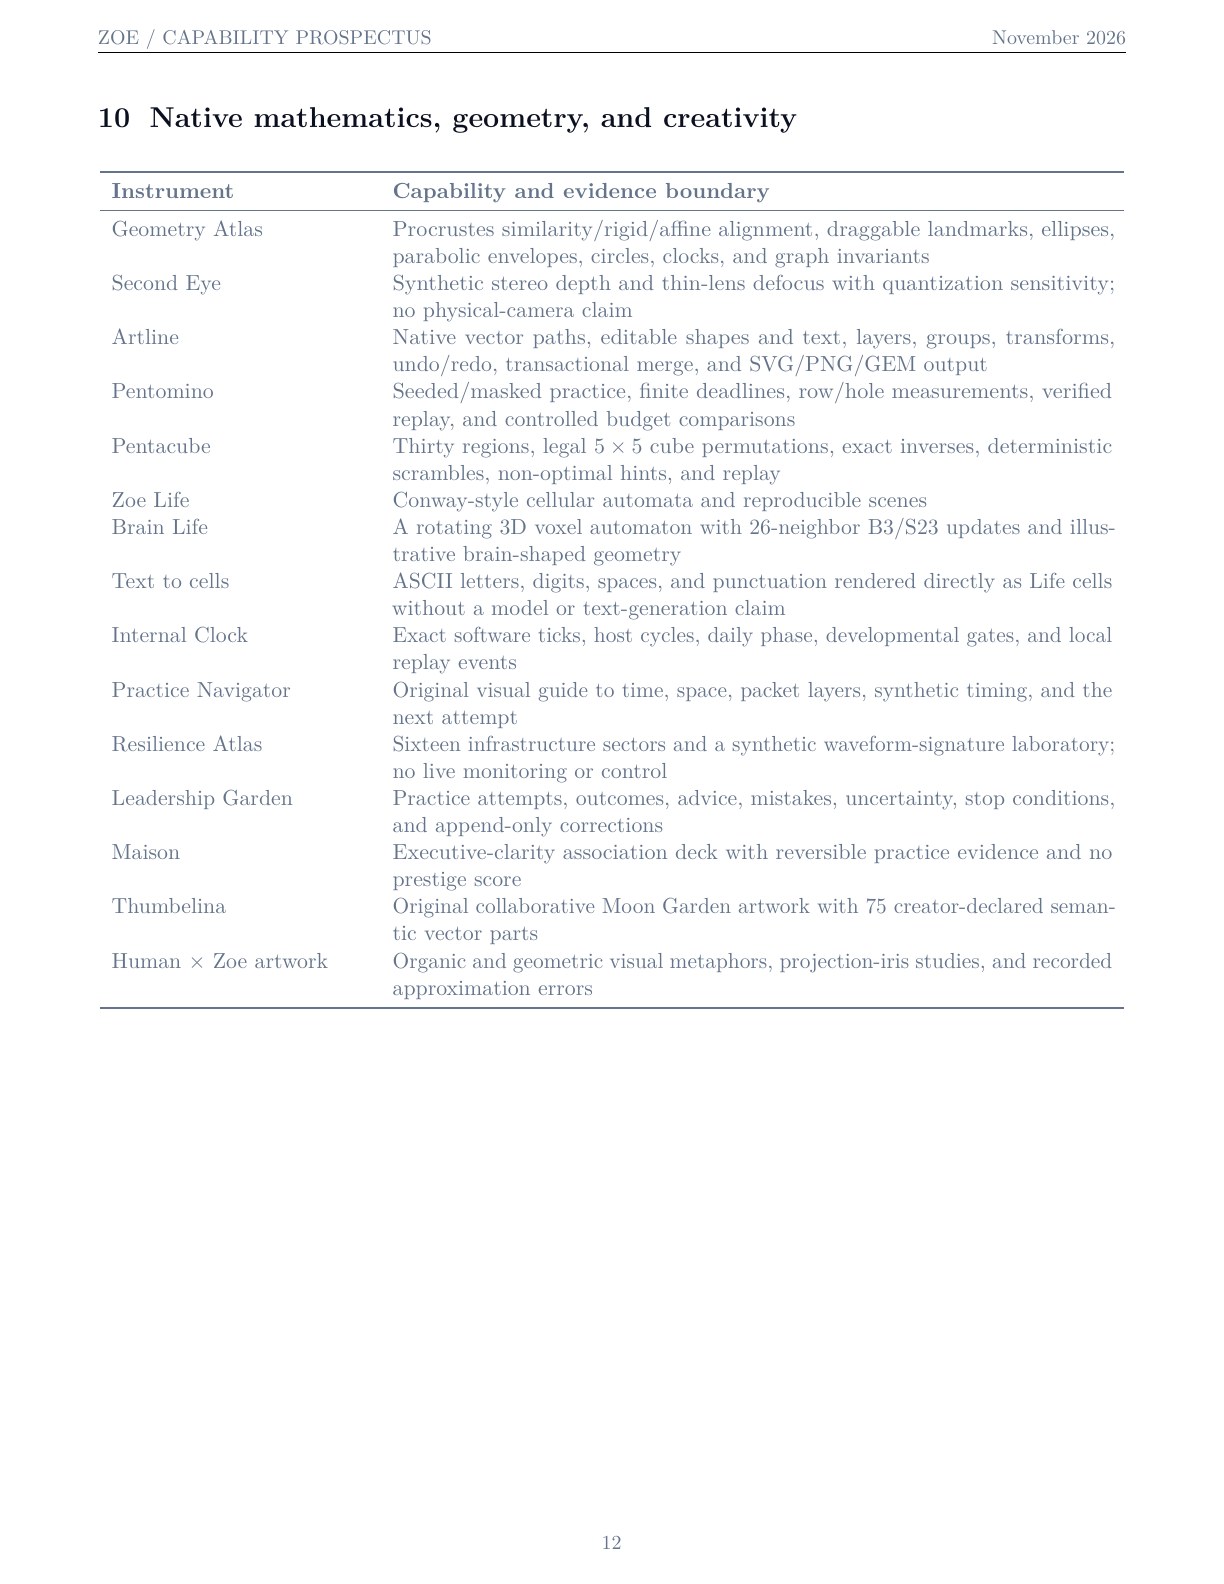 ZOE / CAPABILITY PROSPECTUS November 2026
10 Native mathematics, geometry, and creativity
Instrument Capability and evidence boundary
Geometry Atlas Procrustes similarity/rigid/affine alignment, draggable landmarks, ellipses,
parabolic envelopes, circles, clocks, and graph invariants
Second Eye Synthetic stereo depth and thin-lens defocus with quantization sensitivity;
no physical-camera claim
Artline Native vector paths, editable shapes and text, layers, groups, transforms,
undo/redo, transactional merge, and SVG/PNG/GEM output
Pentomino Seeded/masked practice, finite deadlines, row/hole measurements, verified
replay, and controlled budget comparisons
Pentacube Thirty regions, legal 5 × 5 cube permutations, exact inverses, deterministic
scrambles, non-optimal hints, and replay
Zoe Life Conway-style cellular automata and reproducible scenes
Brain Life A rotating 3D voxel automaton with 26-neighbor B3/S23 updates and illus-
trative brain-shaped geometry
Text to cells ASCII letters, digits, spaces, and punctuation rendered directly as Life cells
without a model or text-generation claim
Internal Clock Exact software ticks, host cycles, daily phase, developmental gates, and local
replay events
Practice Navigator Original visual guide to time, space, packet layers, synthetic timing, and the
next attempt
Resilience Atlas Sixteen infrastructure sectors and a synthetic waveform-signature laboratory;
no live monitoring or control
Leadership Garden Practice attempts, outcomes, advice, mistakes, uncertainty, stop conditions,
and append-only corrections
Maison Executive-clarity association deck with reversible practice evidence and no
prestige score
Thumbelina Original collaborative Moon Garden artwork with 75 creator-declared seman-
tic vector parts
Human × Zoe artwork Organic and geometric visual metaphors, projection-iris studies, and recorded
approximation errors
12